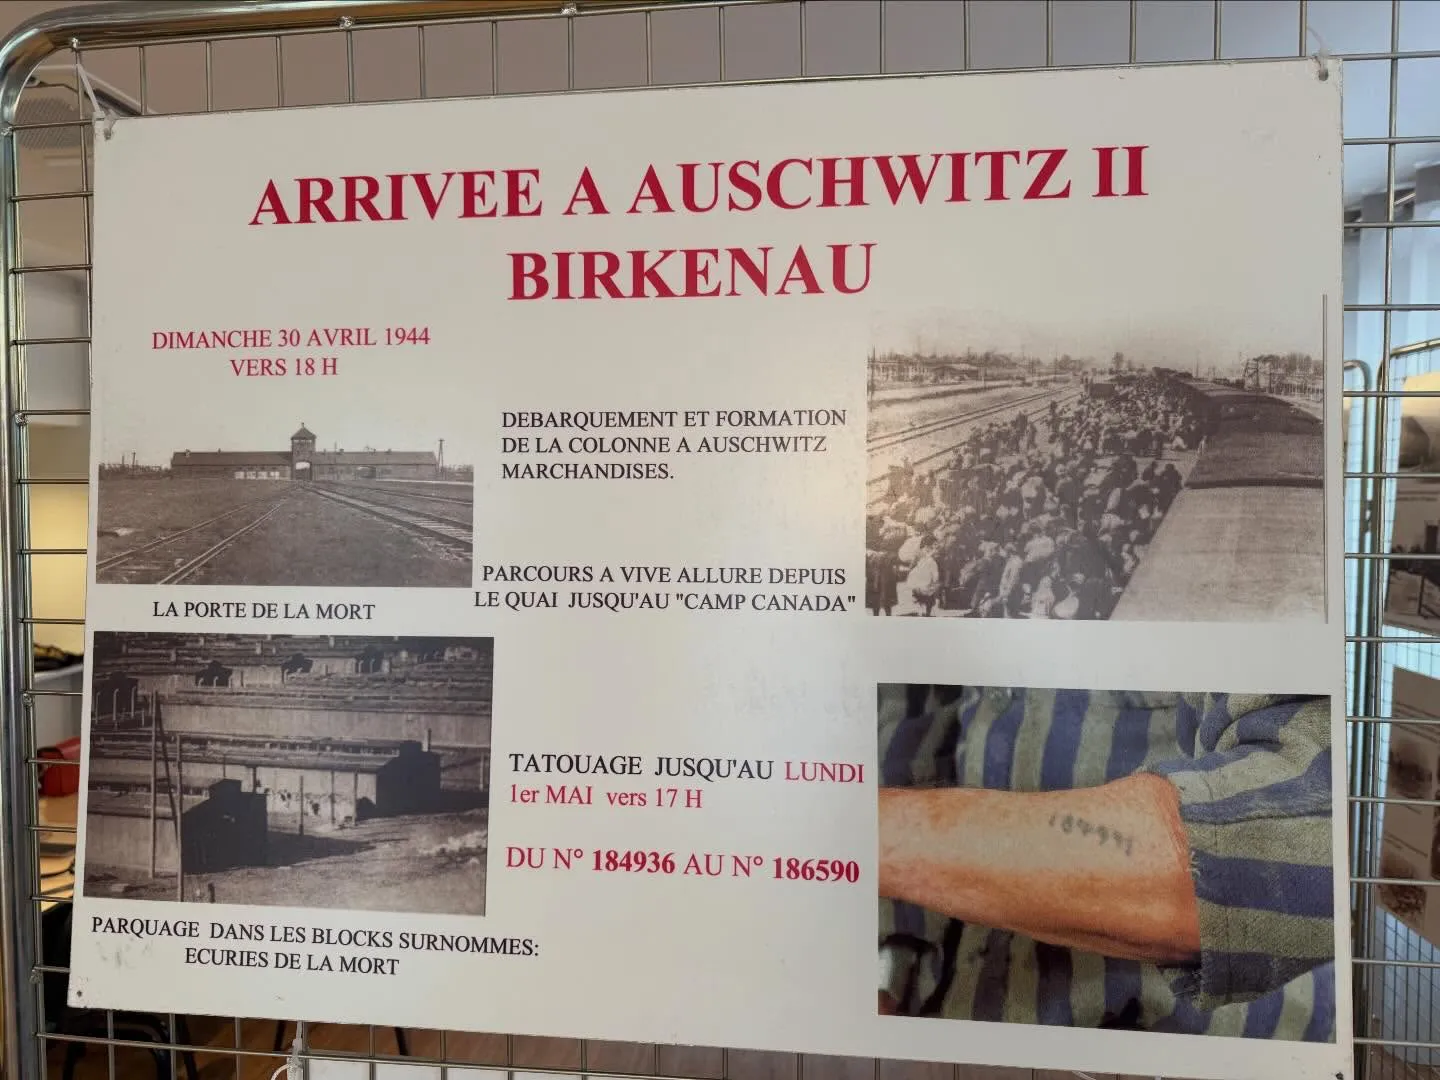 ARRIVEE A AUSCHWITZ II
BIRKENAU
DIMANCHE 30 AVRIL 1944
VERS 18 H
LA PORTE DE LA MORT
DEBARQUEMENT ET FORMATION
DE LA COLONNE A AUSCHWITZ
MARCHANDISES.
PARCOURS A VIVE ALLURE DEPUIS
LE QUAI JUSQU'AU "CAMP CANADA"
PARQUAGE DANS LES BLOCKS SURNOMMES:
ECURIES DE LA MORT
TATOUAGE JUSQU'AU LUNDI
1er MAI vers 17 H
DU N° 184936 AU N° 186590